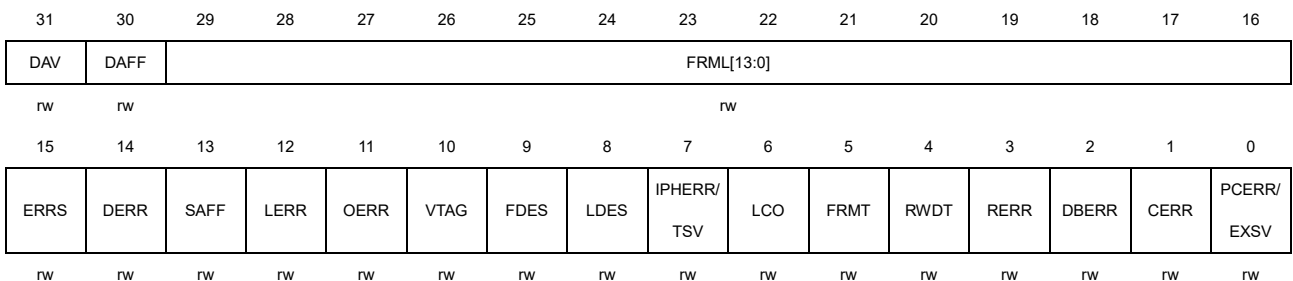 31 30 29 28 27 26 25 24 23 22 21 20 19 18 17 16
DAV DAFF FRML[13:0]
rw rw rw
15 14 13 12 11 10 9 8 7 6 5 4 3 2 1 0
ERRS DERR SAFF LERR OERR VTAG FDES LDES IPHERR/ TSV LCO FRMT RWDT RERR DBERR CERR PCERR/ EXSV
rw rw rw rw rw rw rw rw rw rw rw rw rw rw rw rw